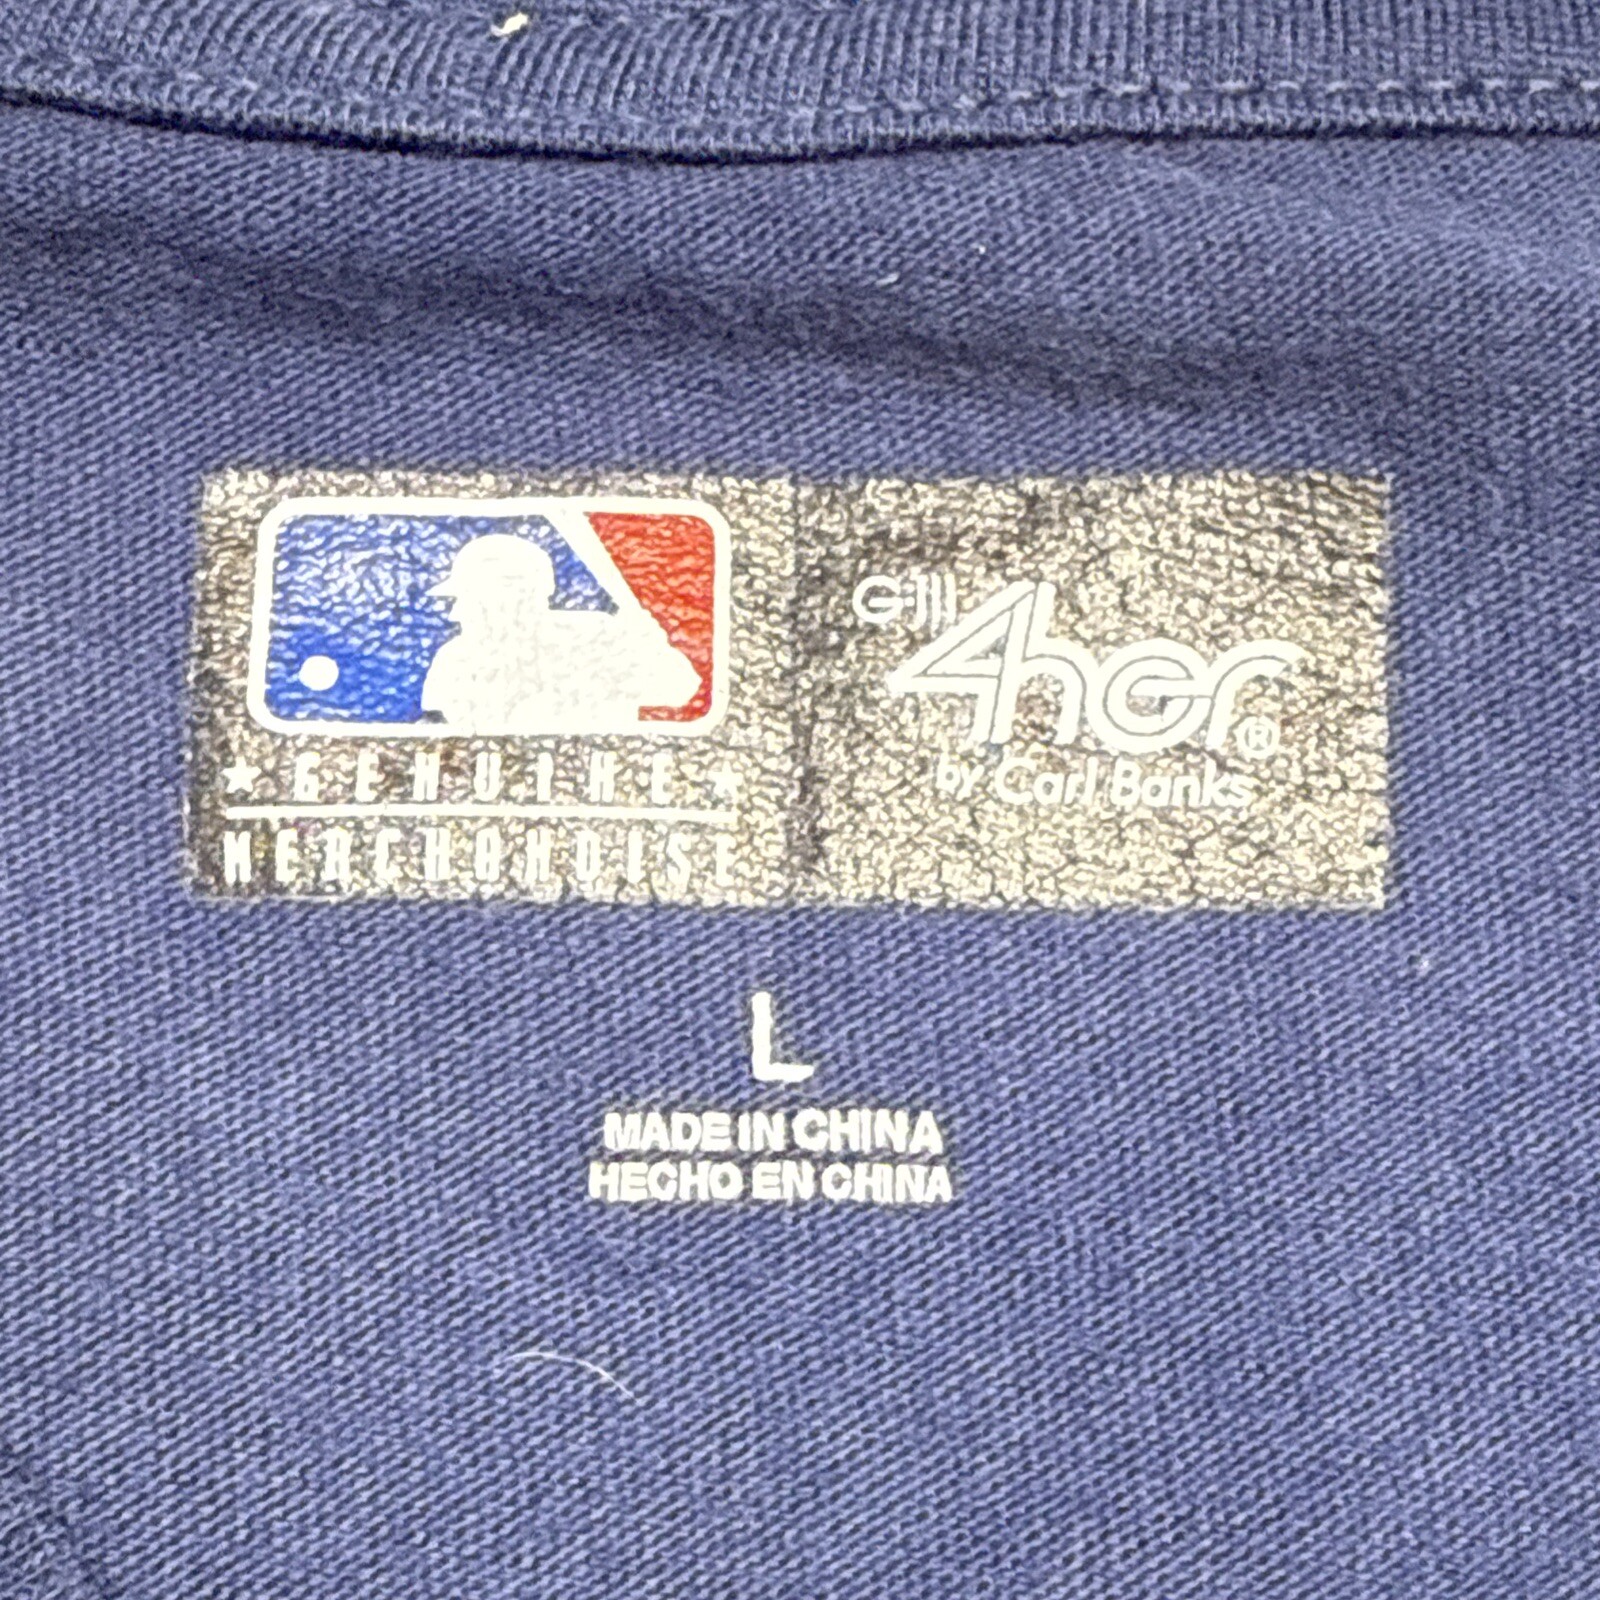 GENUINE
MERCHANDISE
G-III
4her®
by Carl Banks
L
MADE IN CHINA
HECHO EN CHINA